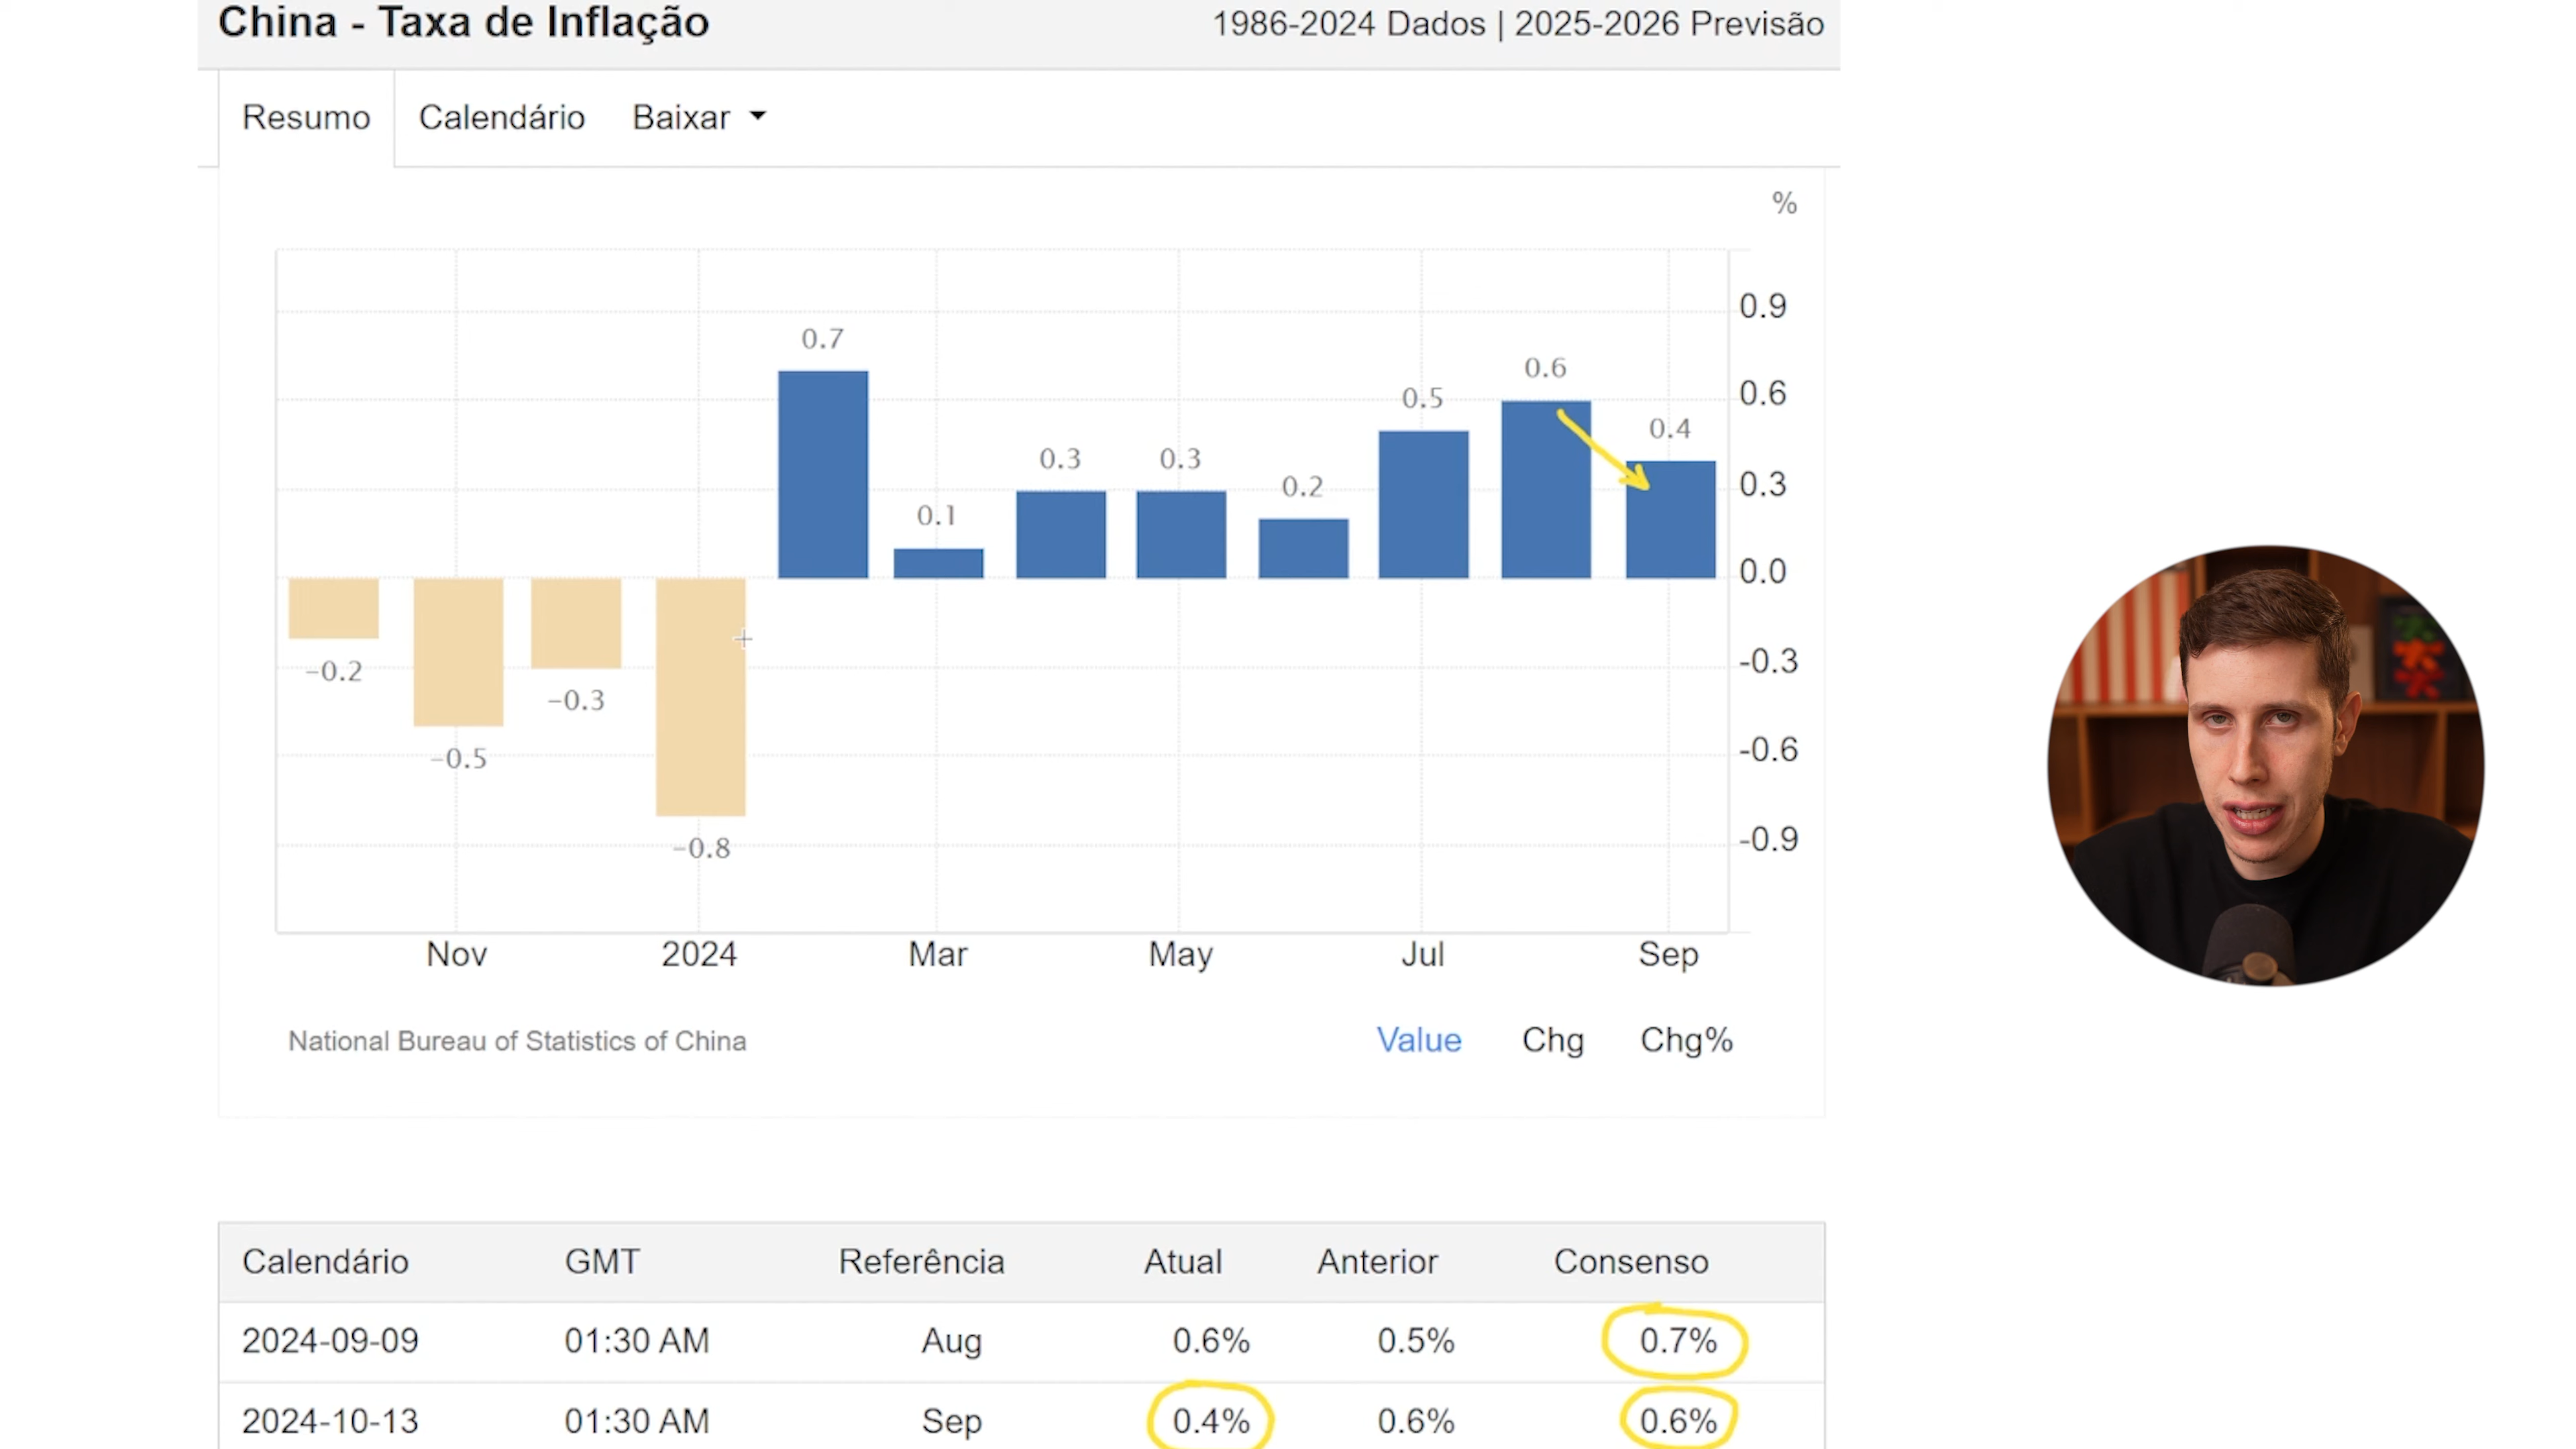 China - Taxa de Inflação 1986-2024 Dados | 2025-2026 Previsão
Resumo Calendário Baixar
%
0.9
0.6
0.3
0.0
-0.3
-0.6
-0.9
−0.2
−0.5
−0.3
−0.8
0.7
0.1
0.3
0.3
0.2
0.5
0.6
0.4
Nov 2024 Mar May Jul Sep
National Bureau of Statistics of China Value Chg Chg%
Calendário GMT Referência Atual Anterior Consenso
2024-09-09 01:30 AM Aug 0.6% 0.5% 0.7%
2024-10-13 01:30 AM Sep 0.4% 0.6% 0.6%